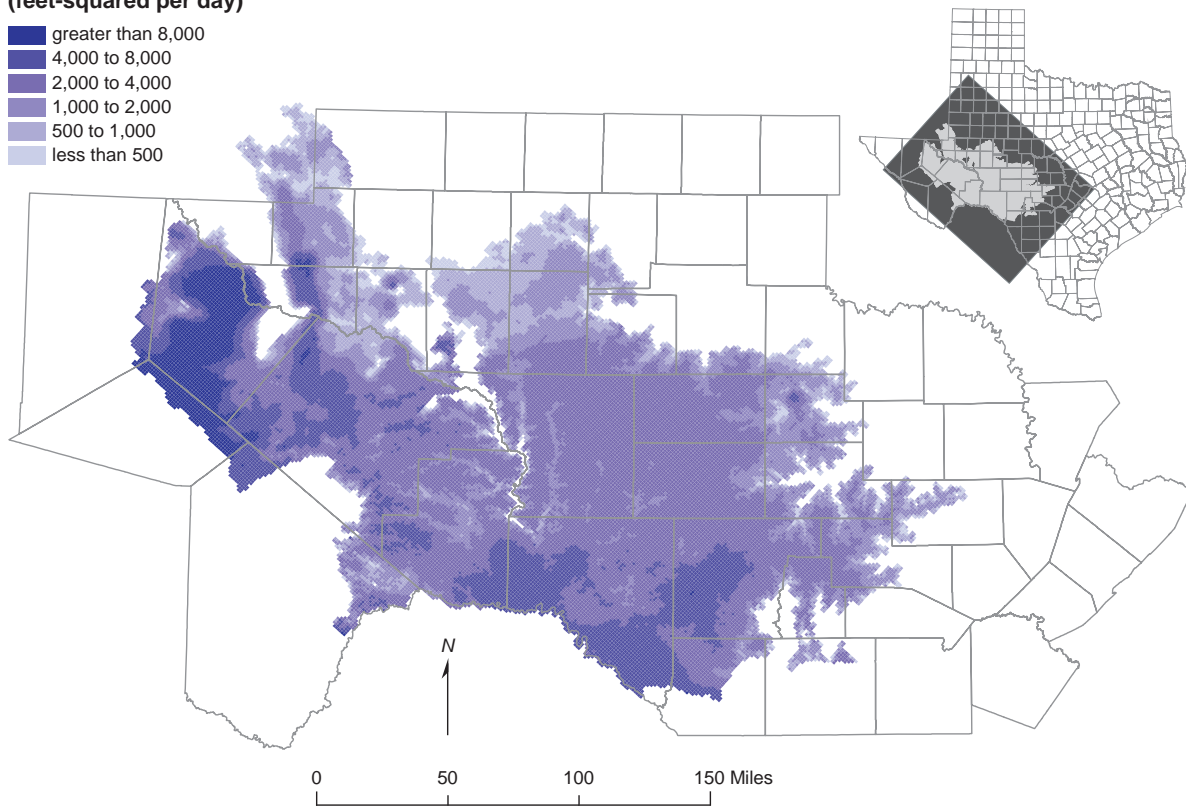 (feet-squared per day)
greater than 8,000
4,000 to 8,000
2,000 to 4,000
1,000 to 2,000
500 to 1,000
less than 500
N
0 50 100 150 Miles